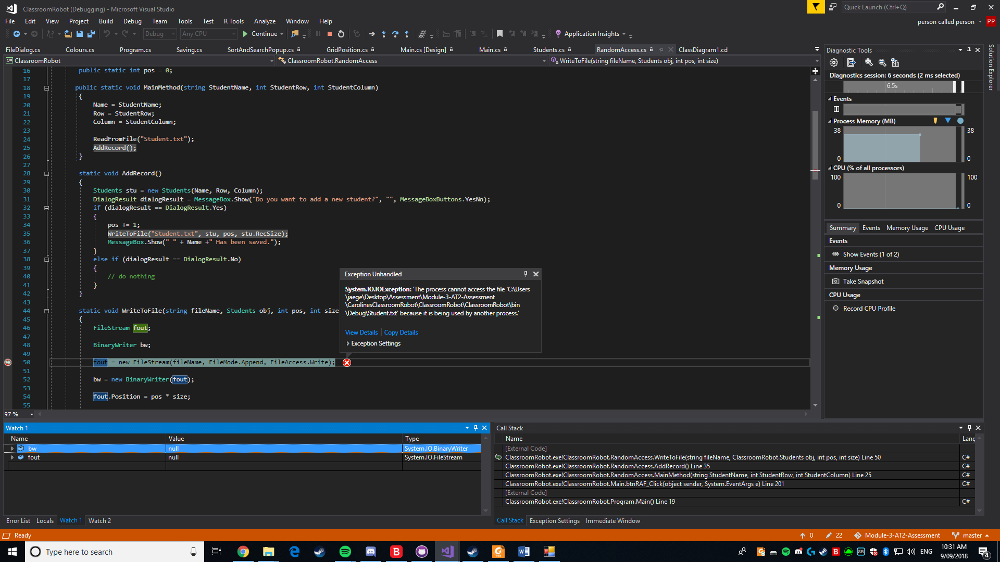 ClassroomRobot (Debugging) - Microsoft Visual Studio
Quick Launch (Ctrl+Q)
File Edit View Project Build Debug Team Tools Test R Tools Analyze Window Help
person called person PP
Debug Any CPU Continue Application Insights
FileDialog.cs Colours.cs Program.cs Saving.cs SortAndSearchPopup.cs GridPosition.cs Main.cs [Design] Main.cs Students.cs RandomAccess.cs ClassDiagram1.cd
ClassroomRobot ClassroomRobot.RandomAccess WriteToFile(string fileName, Students obj, int pos, int size)
16 public static int pos = 0;
17
18 public static void MainMethod(string StudentName, int StudentRow, int StudentColumn)
19 {
20 Name = StudentName;
21 Row = StudentRow;
22 Column = StudentColumn;
23
24 ReadFromFile("Student.txt");
25 AddRecord();
26 }
27
28 static void AddRecord()
29 {
30 Students stu = new Students(Name, Row, Column);
31 DialogResult dialogResult = MessageBox.Show("Do you want to add a new student?", "", MessageBoxButtons.YesNo);
32 if (dialogResult == DialogResult.Yes)
33 {
34 pos += 1;
35 WriteToFile("Student.txt", stu, pos, stu.RecSize);
36 MessageBox.Show(" " + Name +" Has been saved.");
37 }
38 else if (dialogResult == DialogResult.No)
39 {
40 // do nothing
41 }
42 }
43
44 static void WriteToFile(string fileName, Students obj, int pos, int size
45 {
46 FileStream fout;
47
48 BinaryWriter bw;
49
50 fout = new FileStream(fileName, FileMode.Append, FileAccess.Write);
51
52 bw = new BinaryWriter(fout);
53
54 fout.Position = pos * size;
55
97 %
Exception Unhandled
System.IO.IOException: 'The process cannot access the file 'C:\Users
\jaege\Desktop\Assessment\Module-3-AT2-Assessment
\CarolinesClassroomRobot\ClassroomRobot\ClassroomRobot\bin
\Debug\Student.txt' because it is being used by another process.'
View Details Copy Details
Exception Settings
Diagnostic Tools
Diagnostics session: 6 seconds (2 ms selected)
6.5s
Events
Process Memory (MB)
38 38
0 0
CPU (% of all processors)
100 100
0 0
Summary Events Memory Usage CPU Usage
Events
Show Events (1 of 2)
Memory Usage
Take Snapshot
CPU Usage
Record CPU Profile
Solution Explorer
Watch 1
Name Value Type
bw null System.IO.BinaryWriter
fout null System.IO.FileStream
Error List Locals Watch 1 Watch 2
Call Stack
Name Lang
[External Code]
ClassroomRobot.exe!ClassroomRobot.RandomAccess.WriteToFile(string fileName, ClassroomRobot.Students obj, int pos, int size) Line 50 C#
ClassroomRobot.exe!ClassroomRobot.RandomAccess.AddRecord() Line 35 C#
ClassroomRobot.exe!ClassroomRobot.RandomAccess.MainMethod(string StudentName, int StudentRow, int StudentColumn) Line 25 C#
ClassroomRobot.exe!ClassroomRobot.Main.btnRAF_Click(object sender, System.EventArgs e) Line 201 C#
[External Code]
ClassroomRobot.exe!ClassroomRobot.Program.Main() Line 19 C#
Call Stack Exception Settings Immediate Window
Ready 0 22 Module-3-AT2-Assessment master
Type here to search
ENG
10:31 AM
9/09/2018
4